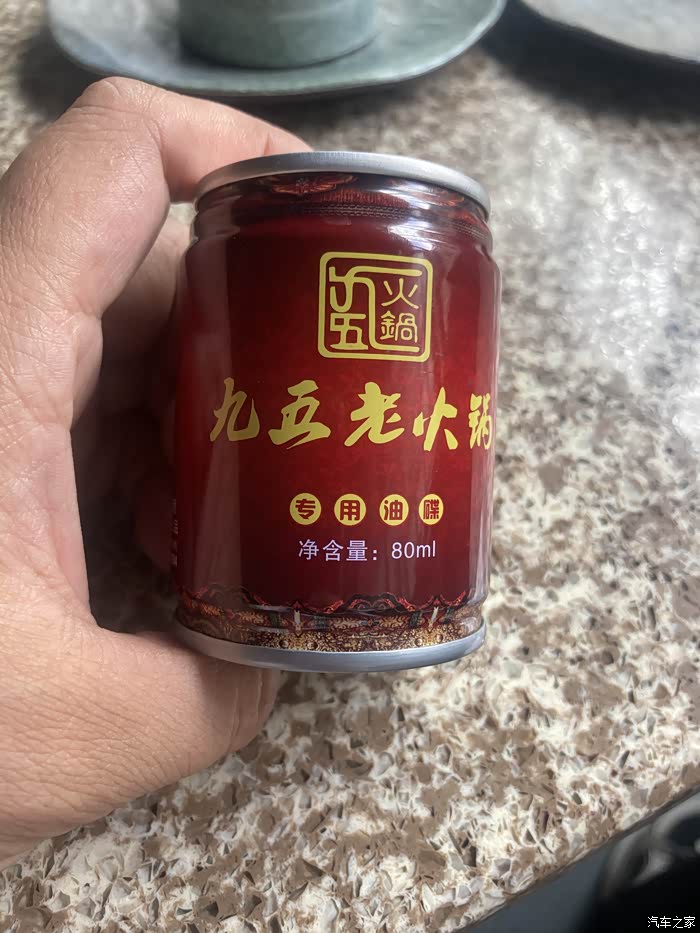 九五
火鍋
九五老火锅
专用油碟
净含量：80ml
汽车之家